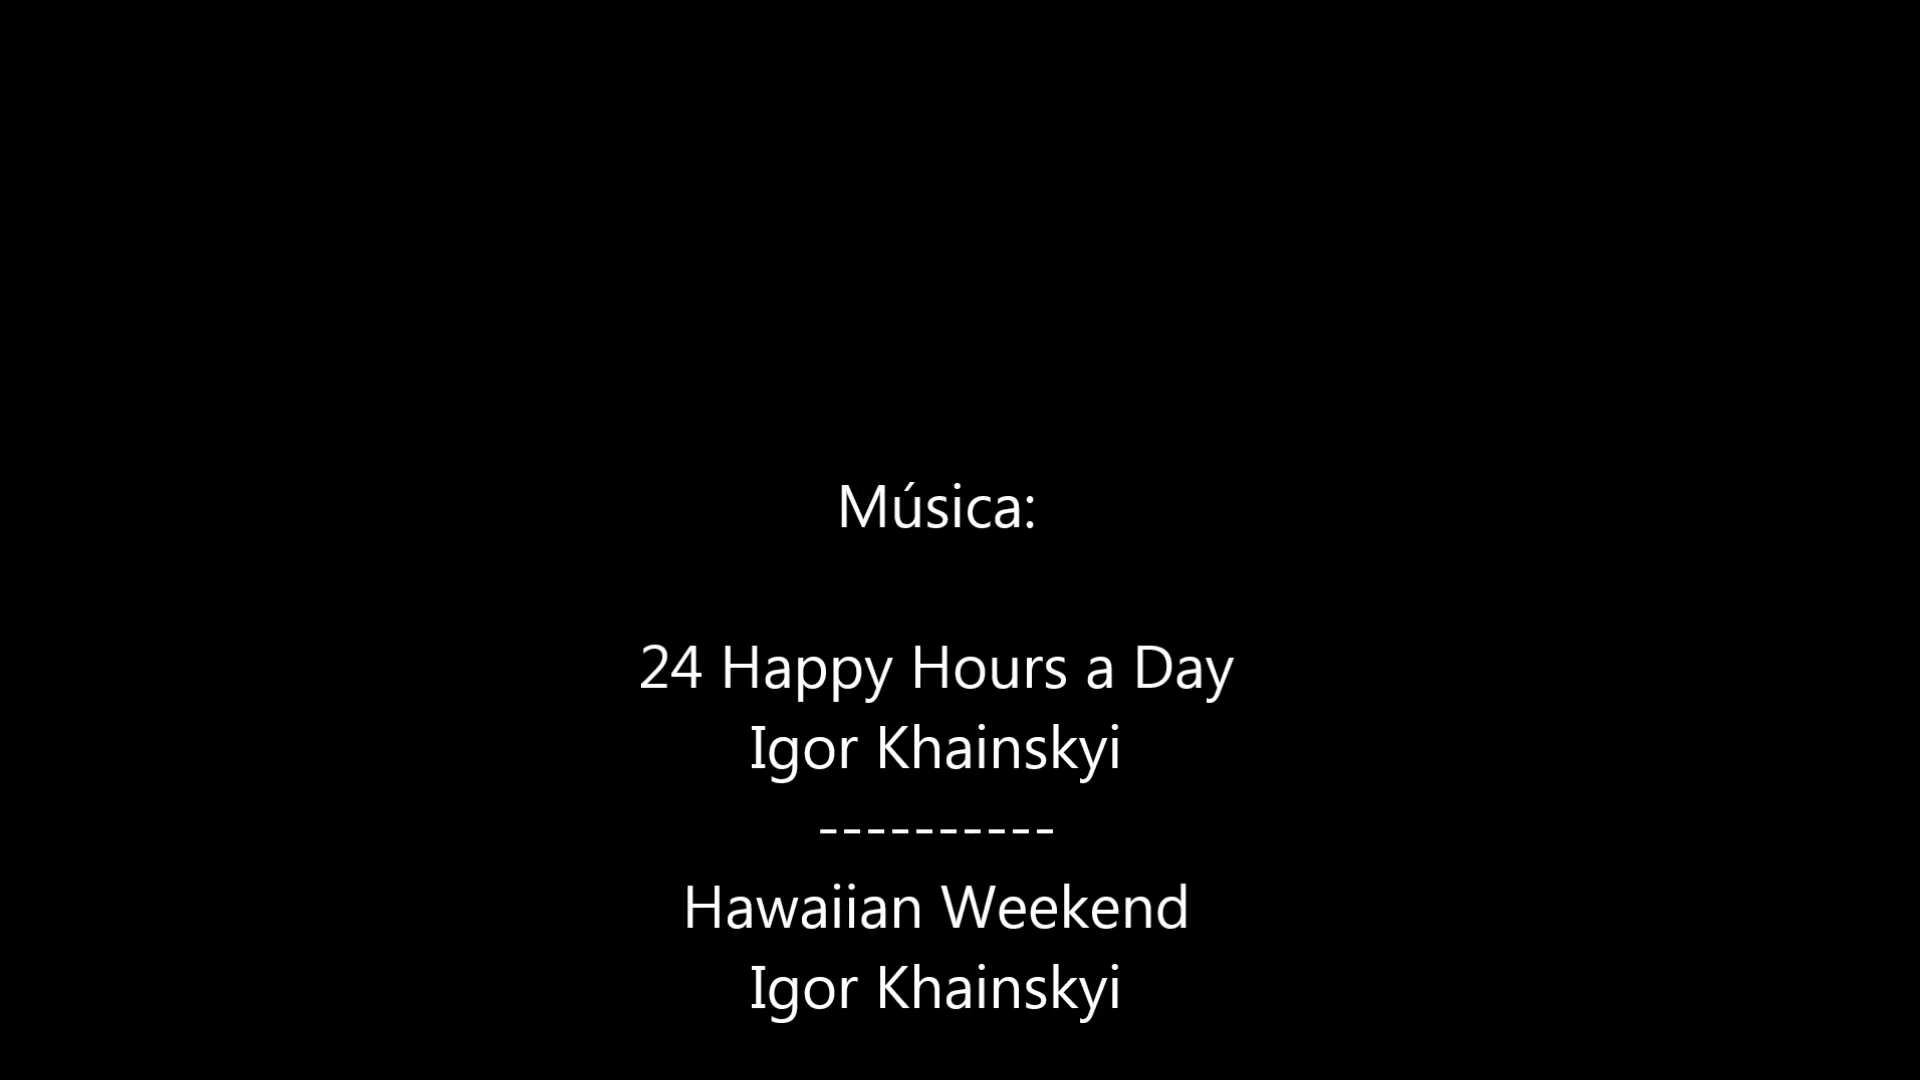 Música:
24 Happy Hours a Day
Igor Khainskyi
----------
Hawaiian Weekend
Igor Khainskyi